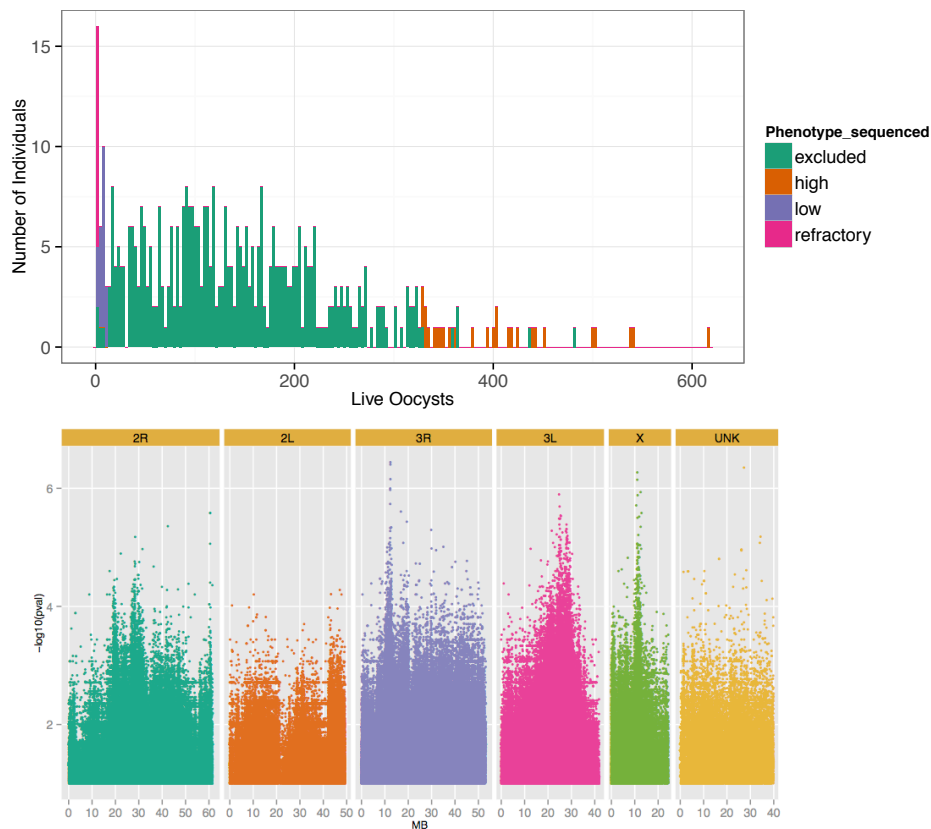 15
10
5
0
Number of Individuals
0
200
400
600
Live Oocysts
Phenotype_sequenced
excluded
high
low
refractory
2R
2L
3R
3L
X
UNK
6
4
2
−eg10(pval)
0 10 20 30 40 50 60 0 10 20 30 40 50 0 10 20 30 40 50 0 10 20 30 40 0 10 20 0 10 20 30 40
MB